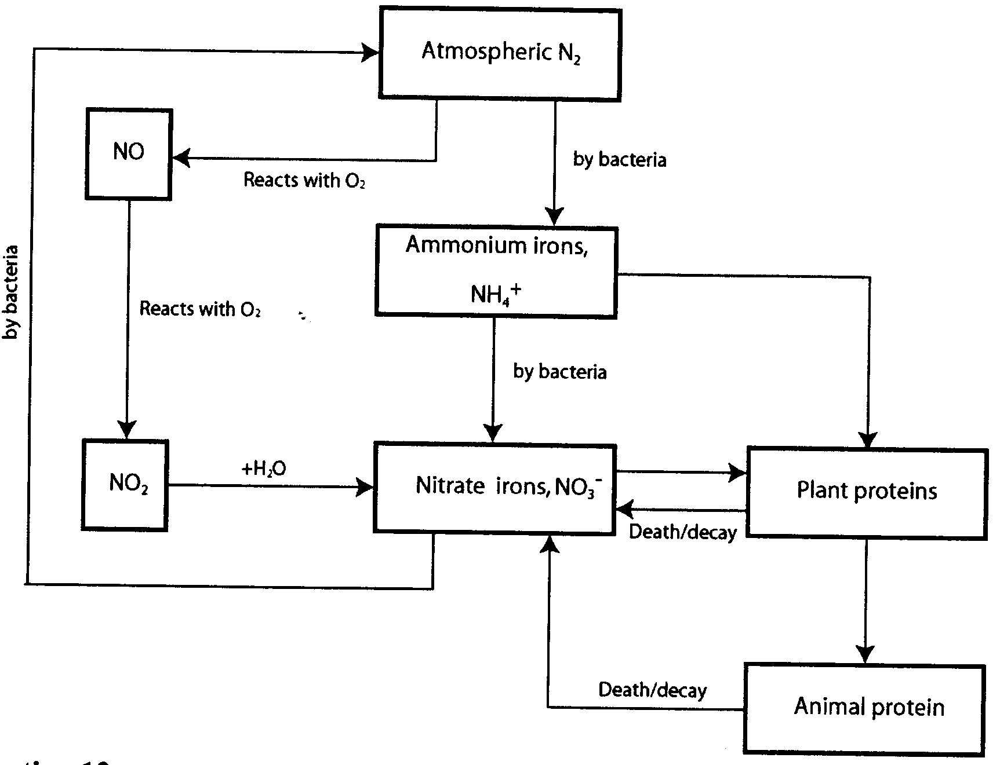 Atmospheric N₂
NO
by bacteria
Reacts with O₂
Ammonium irons,
NH₄⁺
by bacteria
Reacts with O₂
by bacteria
NO₂
+H₂O
Nitrate irons, NO₃⁻
Plant proteins
Death/decay
Death/decay
Animal protein